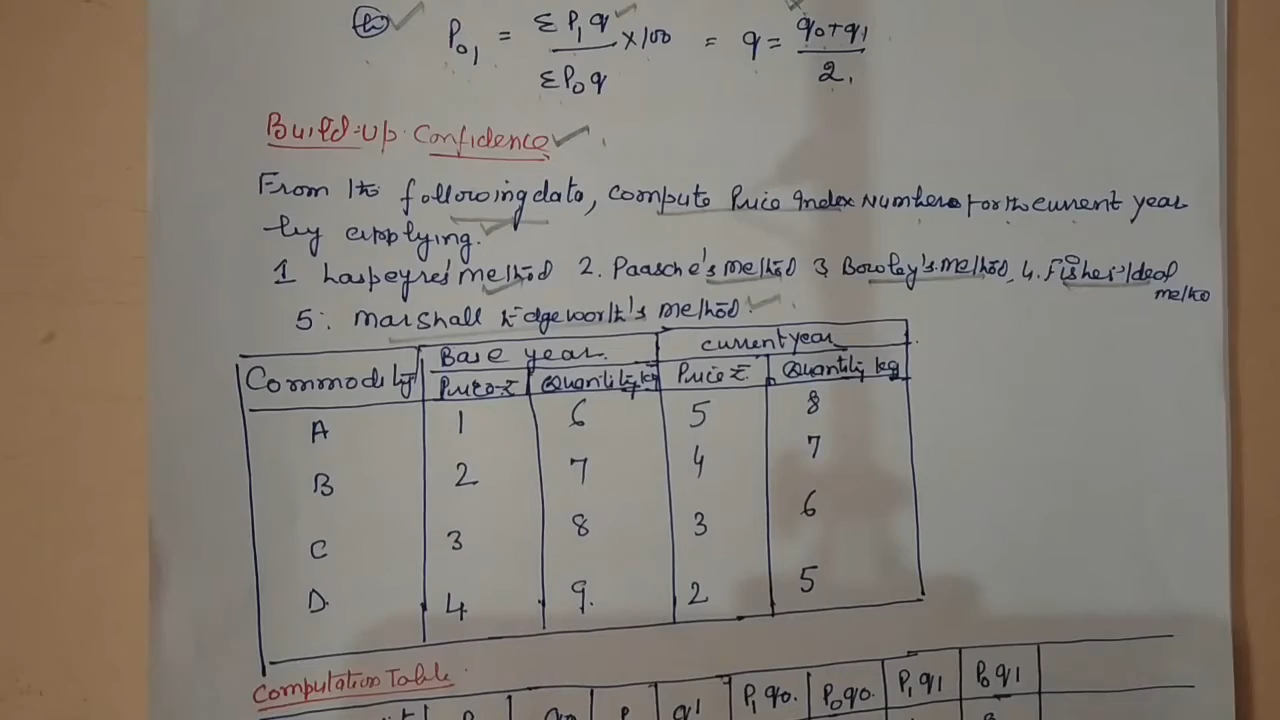 P01 = ΣP1q / ΣP0q ×100 = q = q0+q1 / 2.
Build-up Confidence
From the following data, compute Price Index Numbers for the current year
by applying.
1 Laspeyres' method 2. Paasche's method 3 Bowley's method, 4. Fisher's Ideal
method
5. Marshall Edgeworth's method.
Commodity Base year. current year
Price ₹ Quantity kg Price ₹ Quantity kg
A 1 6 5 8
B 2 7 4 7
C 3 8 3 6
D. 4 9. 2 5
Computation Table.
q1 P1q0. P0q0. P1q1 P0q1